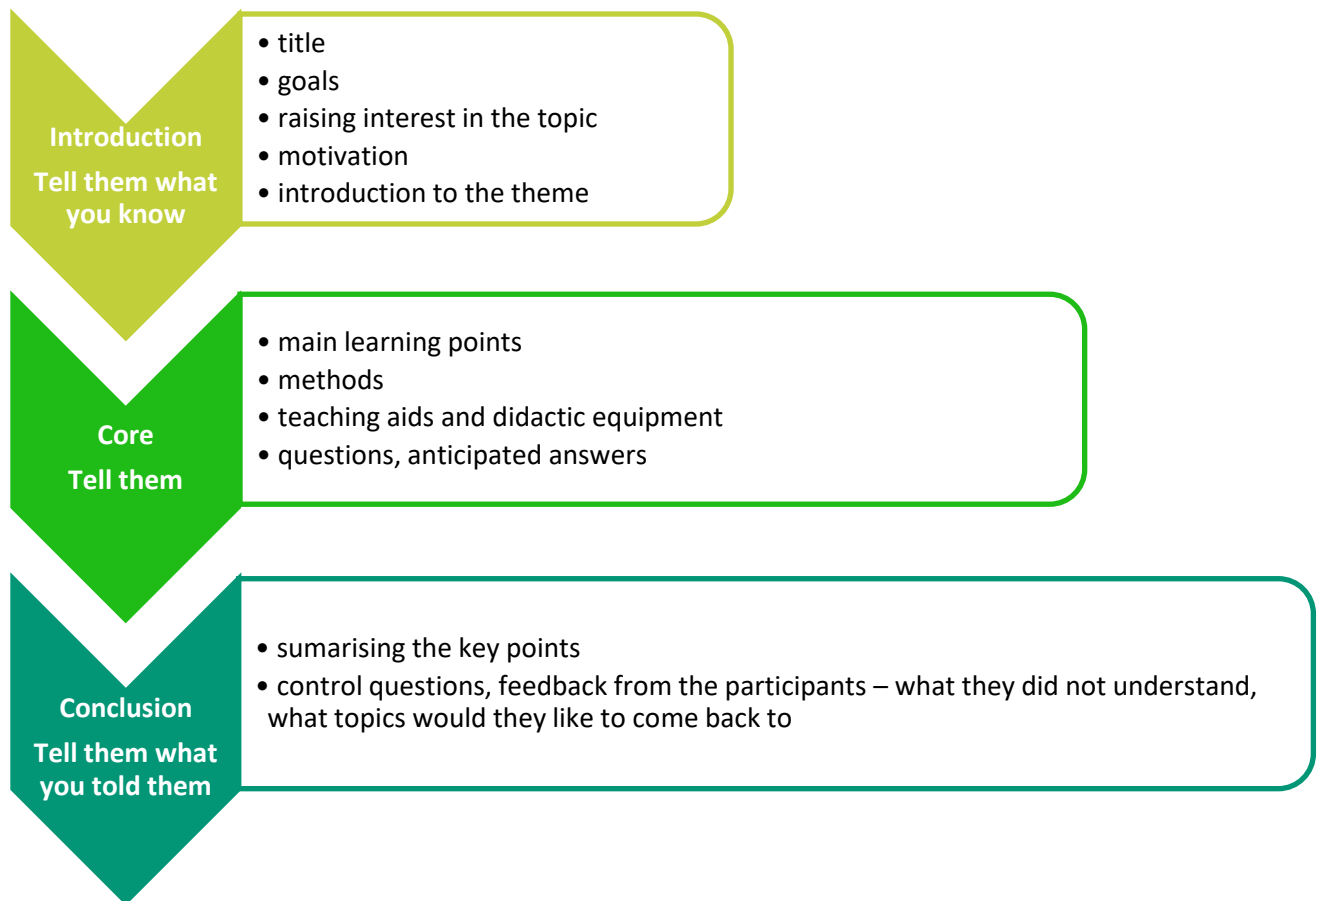 Introduction
Tell them what
you know
• title
• goals
• raising interest in the topic
• motivation
• introduction to the theme
Core
Tell them
• main learning points
• methods
• teaching aids and didactic equipment
• questions, anticipated answers
Conclusion
Tell them what
you told them
• sumarising the key points
• control questions, feedback from the participants – what they did not understand,
what topics would they like to come back to